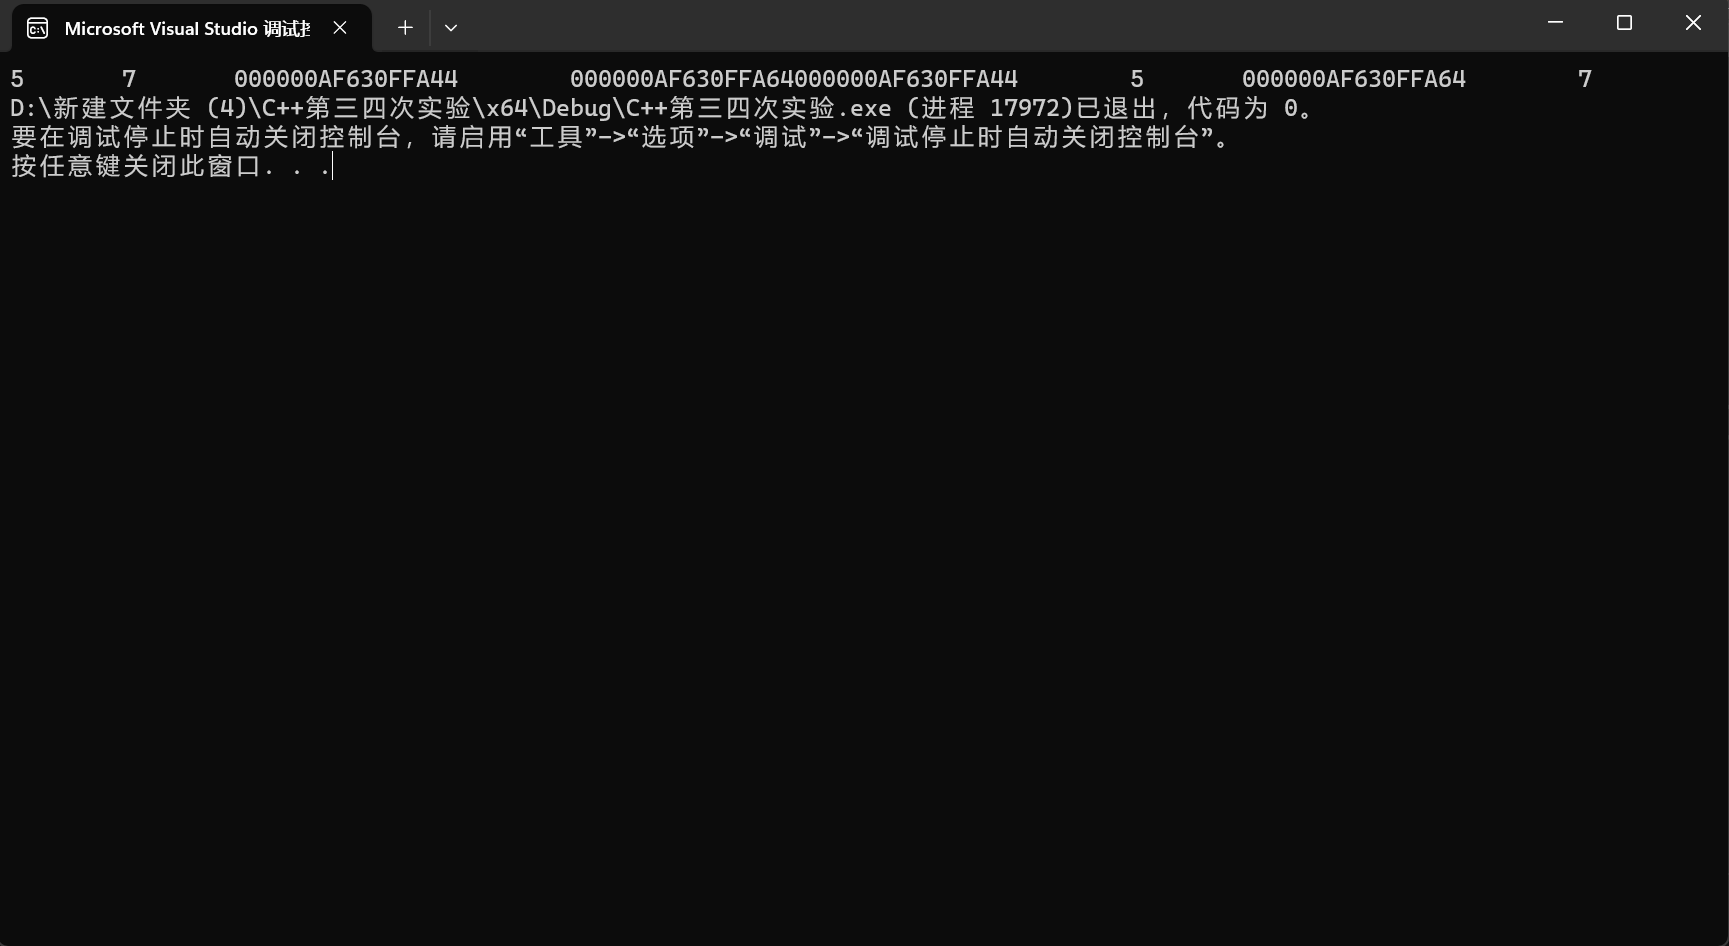 Microsoft Visual Studio 调试
5	7	000000AF630FFA44	000000AF630FFA64000000AF630FFA44	5	000000AF630FFA64	7
D:\新建文件夹 (4)\C++第三四次实验\x64\Debug\C++第三四次实验.exe (进程 17972)已退出，代码为 0。
要在调试停止时自动关闭控制台，请启用“工具”->“选项”->“调试”->“调试停止时自动关闭控制台”。
按任意键关闭此窗口. . .